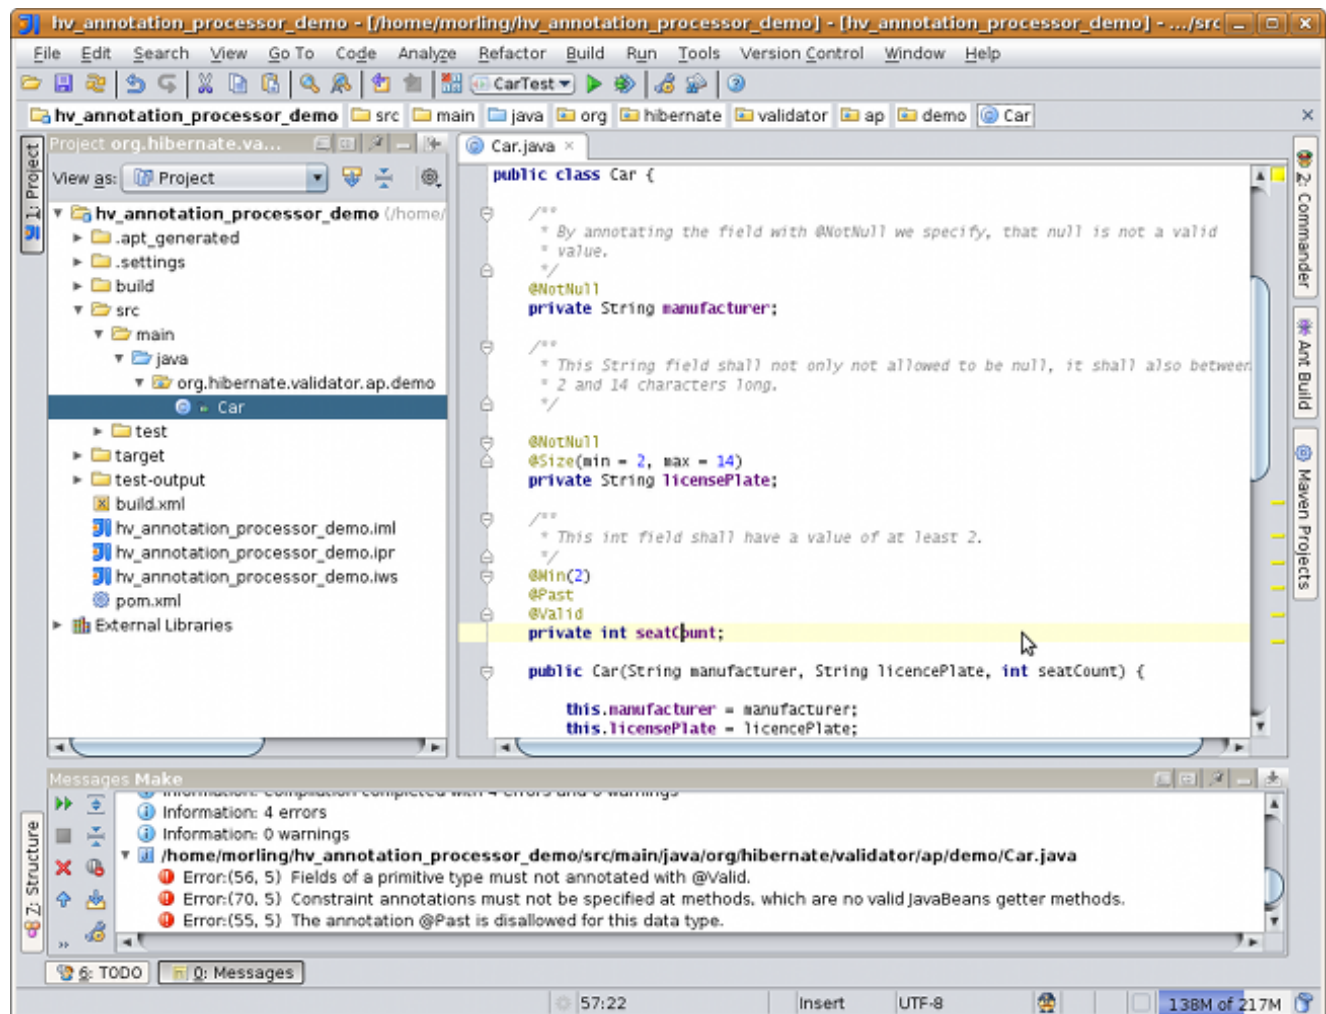 hv_annotation_processor_demo - [/home/morling/hv_annotation_processor_demo] - [hv_annotation_processor_demo] - .../src
File Edit Search View Go To Code Analyze Refactor Build Run Tools Version Control Window Help
CarTest
hv_annotation_processor_demo src main java org hibernate validator ap demo Car
1: Project
Project org.hibernate.va...
View as: Project
hv_annotation_processor_demo (/home/
.apt_generated
.settings
build
src
main
java
org.hibernate.validator.ap.demo
Car
test
target
test-output
build.xml
hv_annotation_processor_demo.iml
hv_annotation_processor_demo.ipr
hv_annotation_processor_demo.iws
pom.xml
External Libraries
Car.java
public class Car {
/**
* By annotating the field with @NotNull we specify, that null is not a valid
* value.
*/
@NotNull
private String manufacturer;
/**
* This String field shall not only not allowed to be null, it shall also between
* 2 and 14 characters long.
*/
@NotNull
@Size(min = 2, max = 14)
private String licensePlate;
/**
* This int field shall have a value of at least 2.
*/
@Min(2)
@Past
@Valid
private int seatCount;
public Car(String manufacturer, String licencePlate, int seatCount) {
this.manufacturer = manufacturer;
this.licensePlate = licencePlate;
2: Commander
Ant Build
Maven Projects
Messages Make
Information: Compilation completed with 4 errors and 0 warnings
Information: 4 errors
Information: 0 warnings
/home/morling/hv_annotation_processor_demo/src/main/java/org/hibernate/validator/ap/demo/Car.java
Error:(56, 5) Fields of a primitive type must not annotated with @Valid.
Error:(70, 5) Constraint annotations must not be specified at methods, which are no valid JavaBeans getter methods.
Error:(55, 5) The annotation @Past is disallowed for this data type.
7: Structure
6: TODO
0: Messages
57:22 Insert UTF-8 138M of 217M